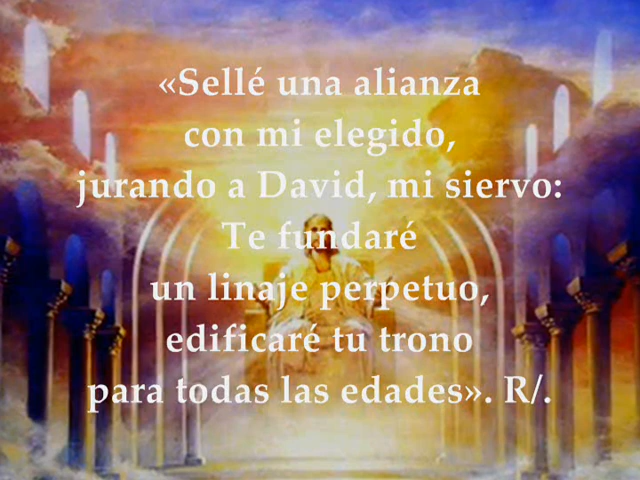 «Sellé una alianza
con mi elegido,
jurando a David, mi siervo:
Te fundaré
un linaje perpetuo,
edificaré tu trono
para todas las edades». R/.